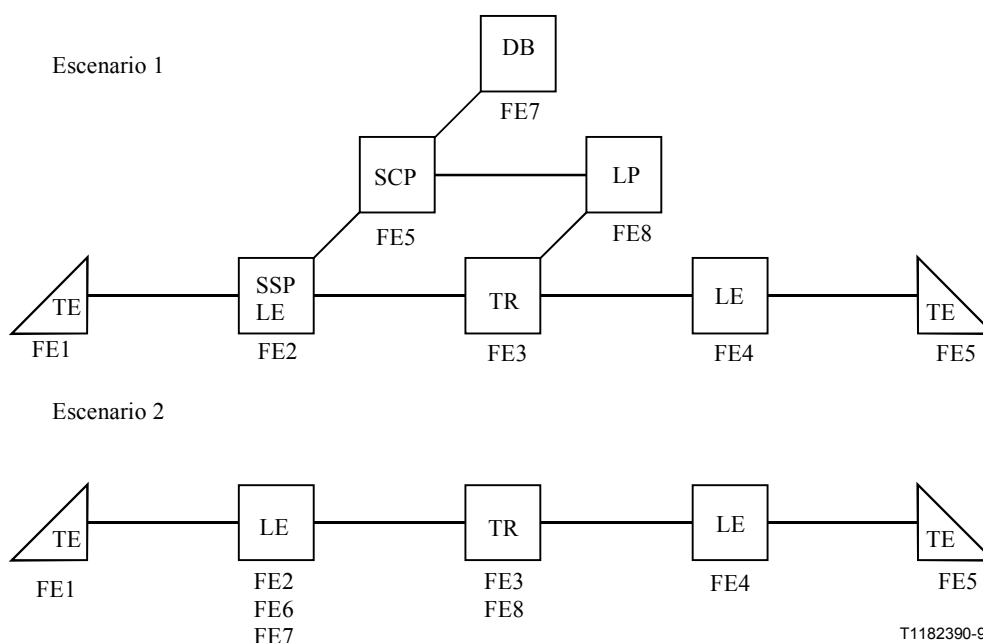 Escenario 1
DB
FE7
SCP
LP
FE5
FE8
TE
SSP
LE
TR
LE
TE
FE1
FE2
FE3
FE4
FE5
Escenario 2
TE
LE
TR
LE
TE
FE1
FE2
FE6
FE7
FE3
FE8
FE4
FE5